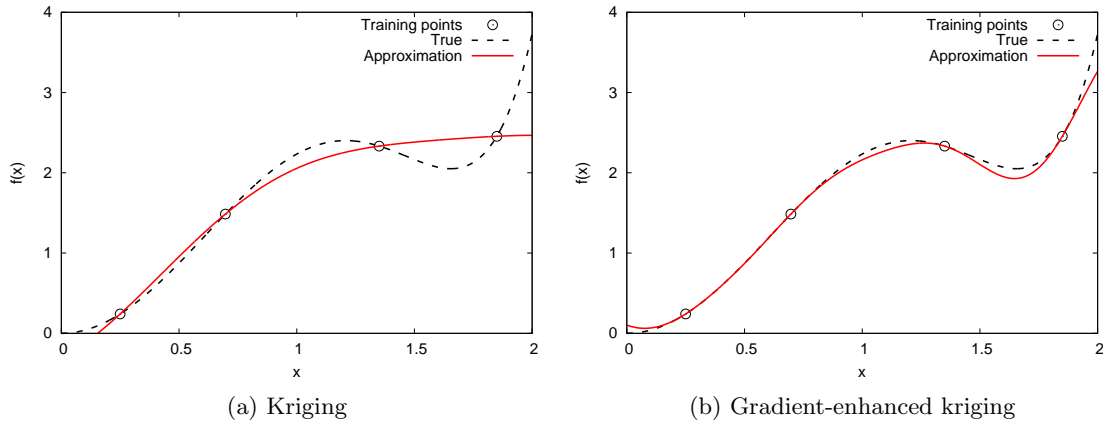 Training points
True
Approximation
4
3
2
1
0
f(x)
0
0.5
1
1.5
2
x
(a) Kriging
Training points
True
Approximation
4
3
2
1
0
f(x)
0
0.5
1
1.5
2
x
(b) Gradient-enhanced kriging